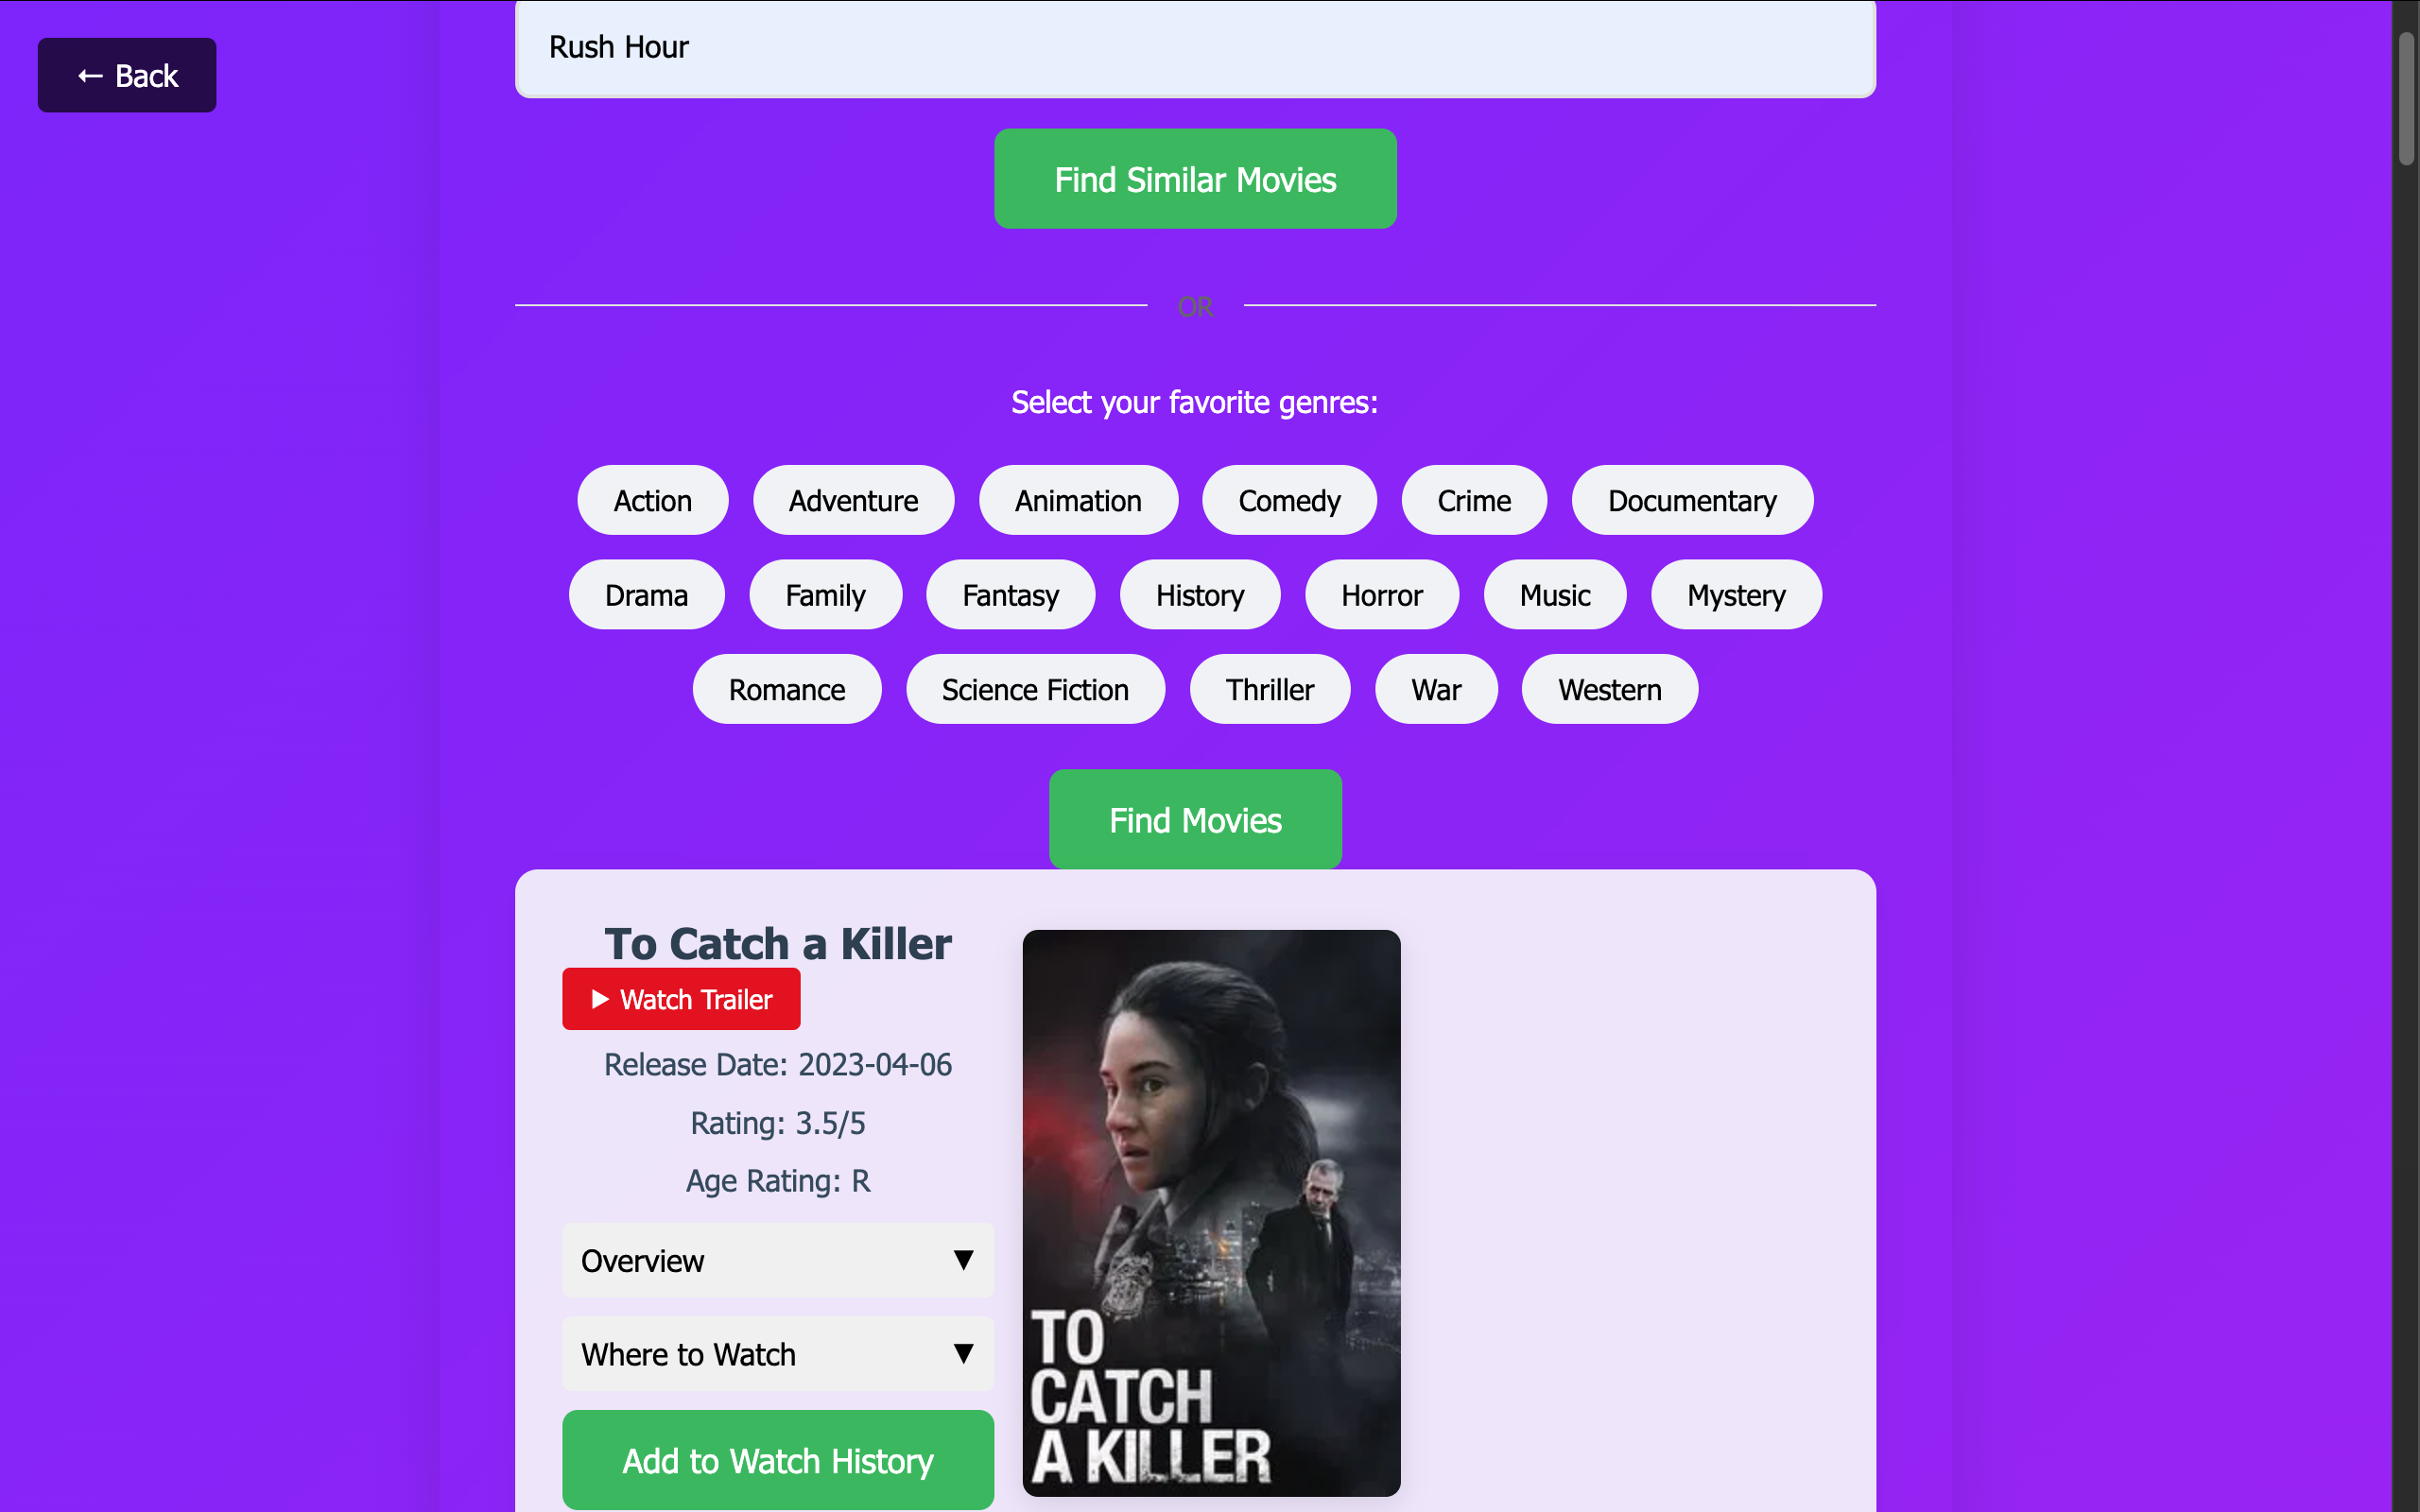 Rush Hour
← Back
Find Similar Movies
OR
Select your favorite genres:
Action Adventure Animation Comedy Crime Documentary
Drama Family Fantasy History Horror Music Mystery
Romance Science Fiction Thriller War Western
Find Movies
To Catch a Killer
▶ Watch Trailer
Release Date: 2023-04-06
Rating: 3.5/5
Age Rating: R
Overview ▼
Where to Watch ▼
Add to Watch History
TO
CATCH
A KILLER